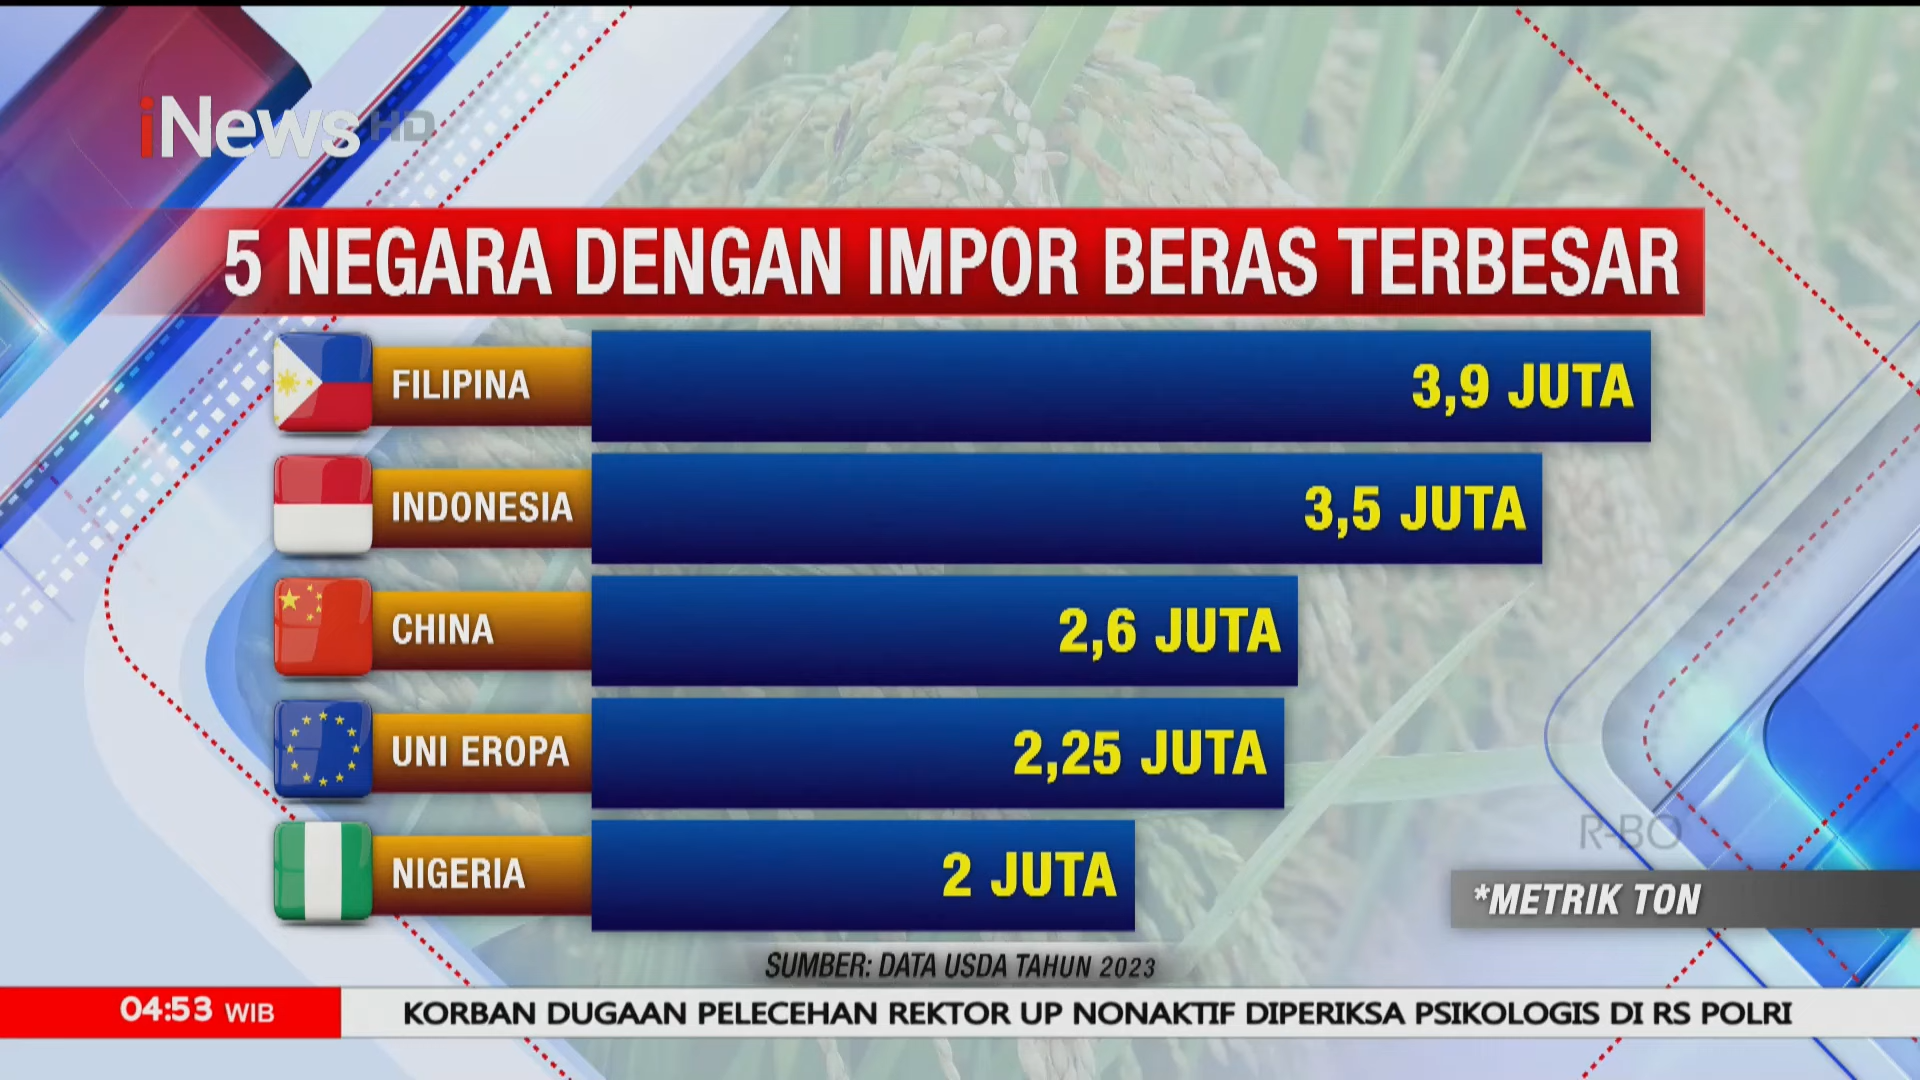 iNews HD
5 NEGARA DENGAN IMPOR BERAS TERBESAR
FILIPINA 3,9 JUTA
INDONESIA 3,5 JUTA
CHINA 2,6 JUTA
UNI EROPA 2,25 JUTA
NIGERIA 2 JUTA
R-BO
*METRIK TON
SUMBER: DATA USDA TAHUN 2023
04:53 WIB KORBAN DUGAAN PELECEHAN REKTOR UP NONAKTIF DIPERIKSA PSIKOLOGIS DI RS POLRI